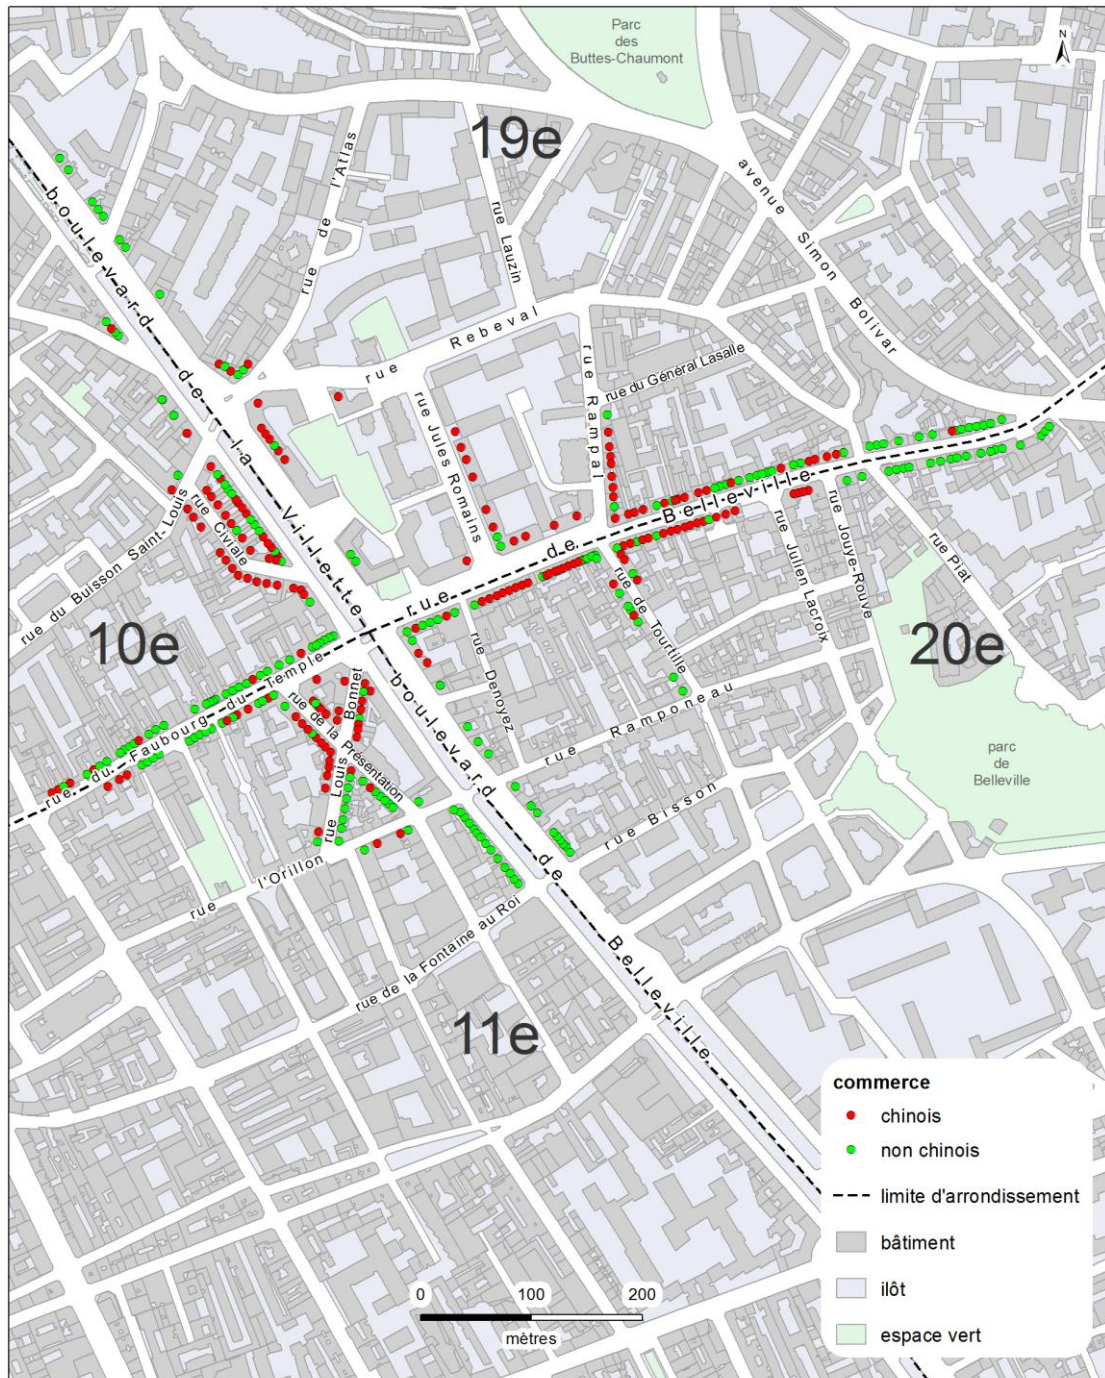 Parc
des
Buttes-Chaumont
N
19e
avenue Simon Bolivar
rue de l'Atlas
rue Lauzin
boulevard de la Villette
rue Rebeval
rue Rampal
rue du Général Lasalle
rue Jules Romains
rue de Belleville
rue du Buisson Saint-Louis
rue Civiale
rue Julien Lacroix
rue Jouye-Rouve
rue Piat
10e
20e
rue de Tourtille
rue Denoyez
rue Ramponeau
rue du Faubourg du Temple
rue de la Présentation
rue Louis Bonnet
boulevard de Belleville
parc
de
Belleville
rue Bisson
rue l'Orillon
rue de la Fontaine au Roi
11e
commerce
chinois
non chinois
limite d'arrondissement
bâtiment
ilôt
espace vert
0 100 200
mètres